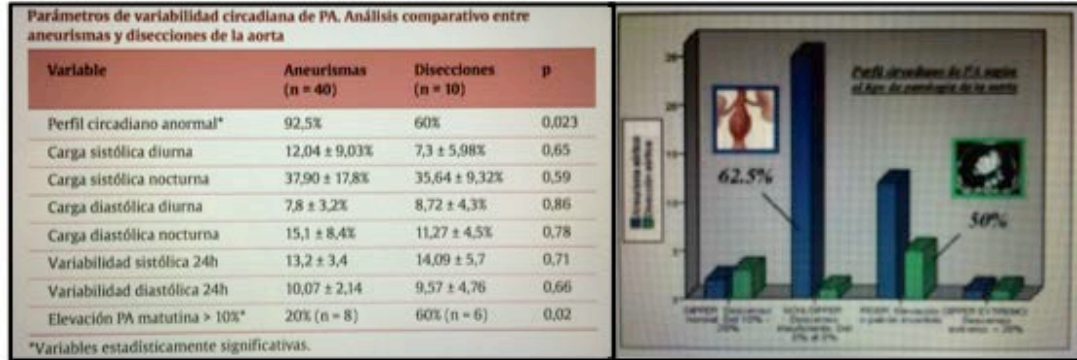 Parámetros de variabilidad circadiana de PA. Análisis comparativo entre
aneurismas y disecciones de la aorta
Variable Aneurismas (n = 40) Disecciones (n = 10) p
Perfil circadiano anormal* 92,5% 60% 0,023
Carga sistólica diurna 12,04 ± 9,03% 7,3 ± 5,98% 0,65
Carga sistólica nocturna 37,90 ± 17,8% 35,64 ± 9,32% 0,59
Carga diastólica diurna 7,8 ± 3,2% 8,72 ± 4,3% 0,86
Carga diastólica nocturna 15,1 ± 8,4% 11,27 ± 4,5% 0,78
Variabilidad sistólica 24h 13,2 ± 3,4 14,09 ± 5,7 0,71
Variabilidad diastólica 24h 10,07 ± 2,14 9,57 ± 4,76 0,66
Elevación PA matutina > 10%* 20% (n = 8) 60% (n = 6) 0,02
*Variables estadísticamente significativas.
Perfil circadiano de PA según
el tipo de patología de la aorta
62.5%
50%